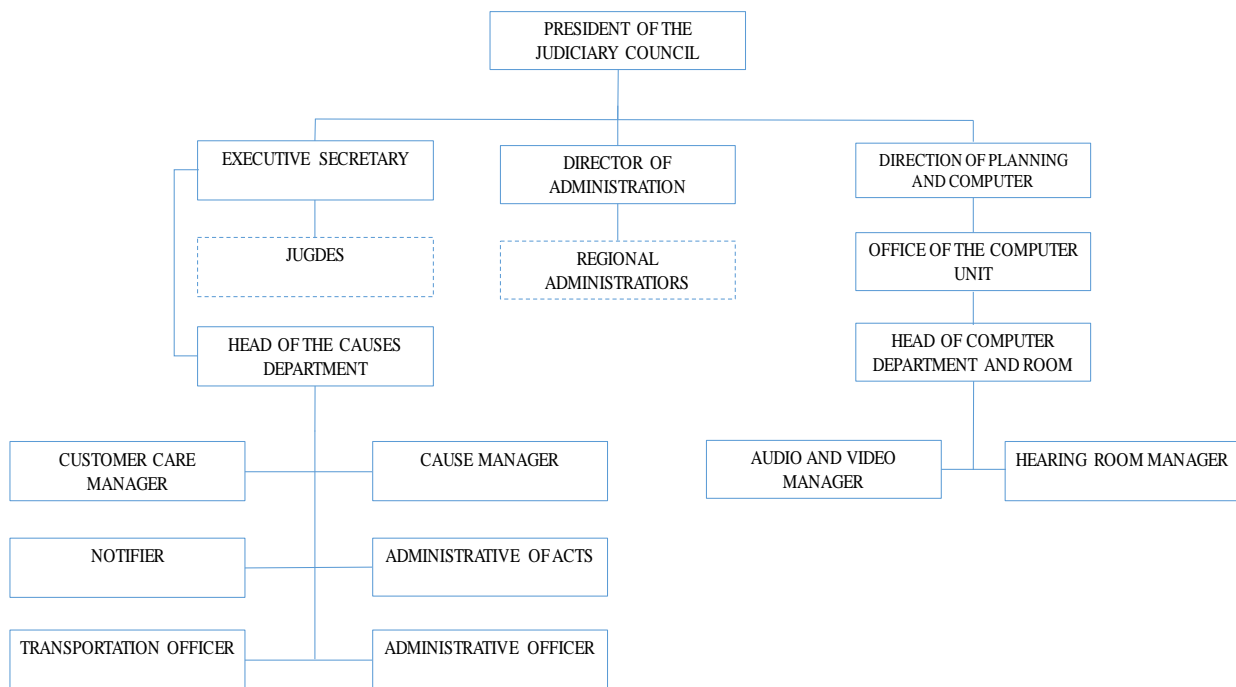 PRESIDENT OF THE
JUDICIARY COUNCIL
EXECUTIVE SECRETARY
DIRECTOR OF
ADMINISTRATION
DIRECTION OF PLANNING
AND COMPUTER
JUGDES
REGIONAL
ADMINISTRATIORS
OFFICE OF THE COMPUTER
UNIT
HEAD OF THE CAUSES
DEPARTMENT
HEAD OF COMPUTER
DEPARTMENT AND ROOM
CUSTOMER CARE
MANAGER
CAUSE MANAGER
AUDIO AND VIDEO
MANAGER
HEARING ROOM MANAGER
NOTIFIER
ADMINISTRATIVE OF ACTS
TRANSPORTATION OFFICER
ADMINISTRATIVE OFFICER